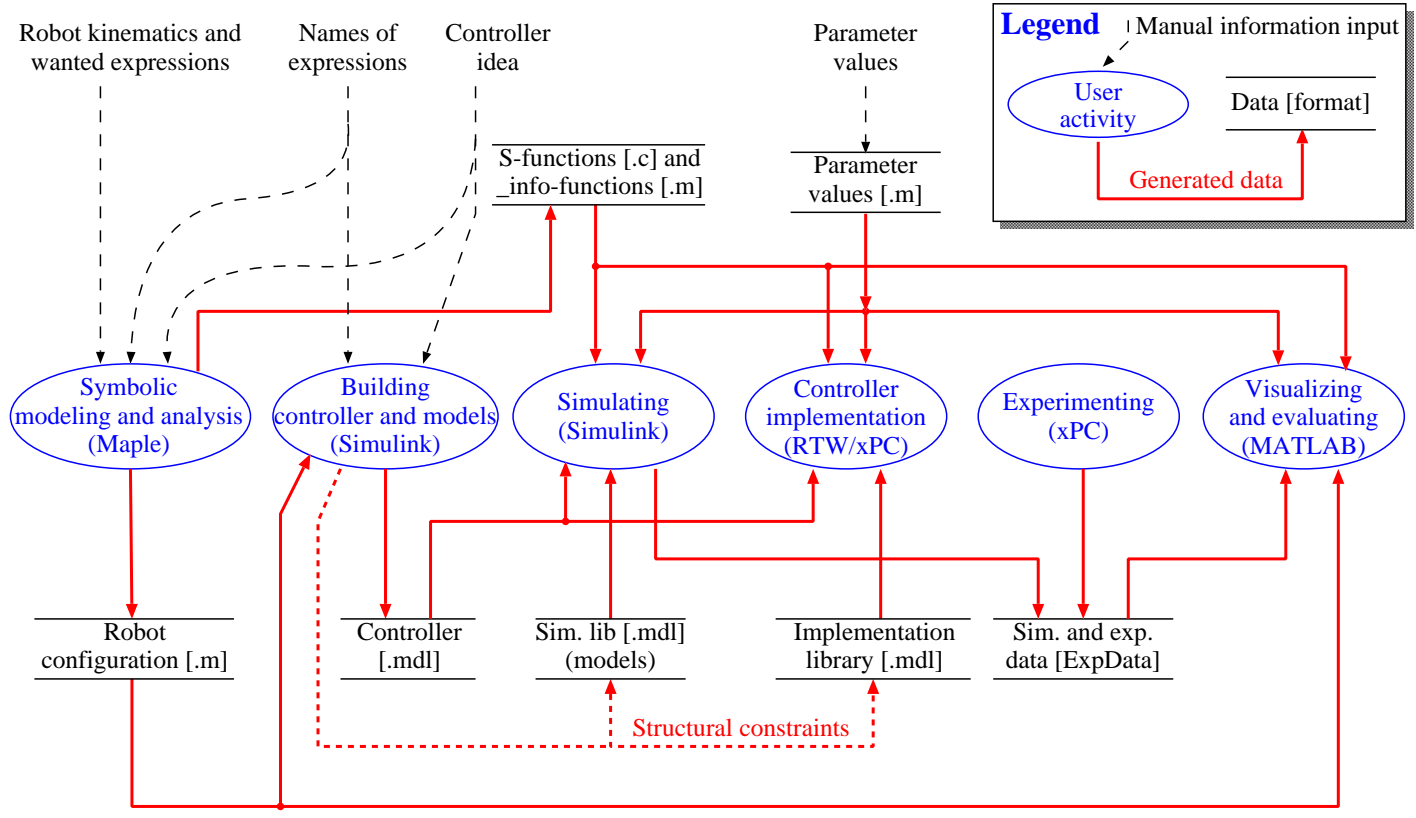 Robot kinematics and
wanted expressions
Names of
expressions
Controller
idea
Parameter
values
Legend
Manual information input
User
activity
Data [format]
Generated data
S-functions [.c] and
_info-functions [.m]
Parameter
values [.m]
Symbolic
modeling and analysis
(Maple)
Building
controller and models
(Simulink)
Simulating
(Simulink)
Controller
implementation
(RTW/xPC)
Experimenting
(xPC)
Visualizing
and evaluating
(MATLAB)
Robot
configuration [.m]
Controller
[.mdl]
Sim. lib [.mdl]
(models)
Implementation
library [.mdl]
Sim. and exp.
data [ExpData]
Structural constraints